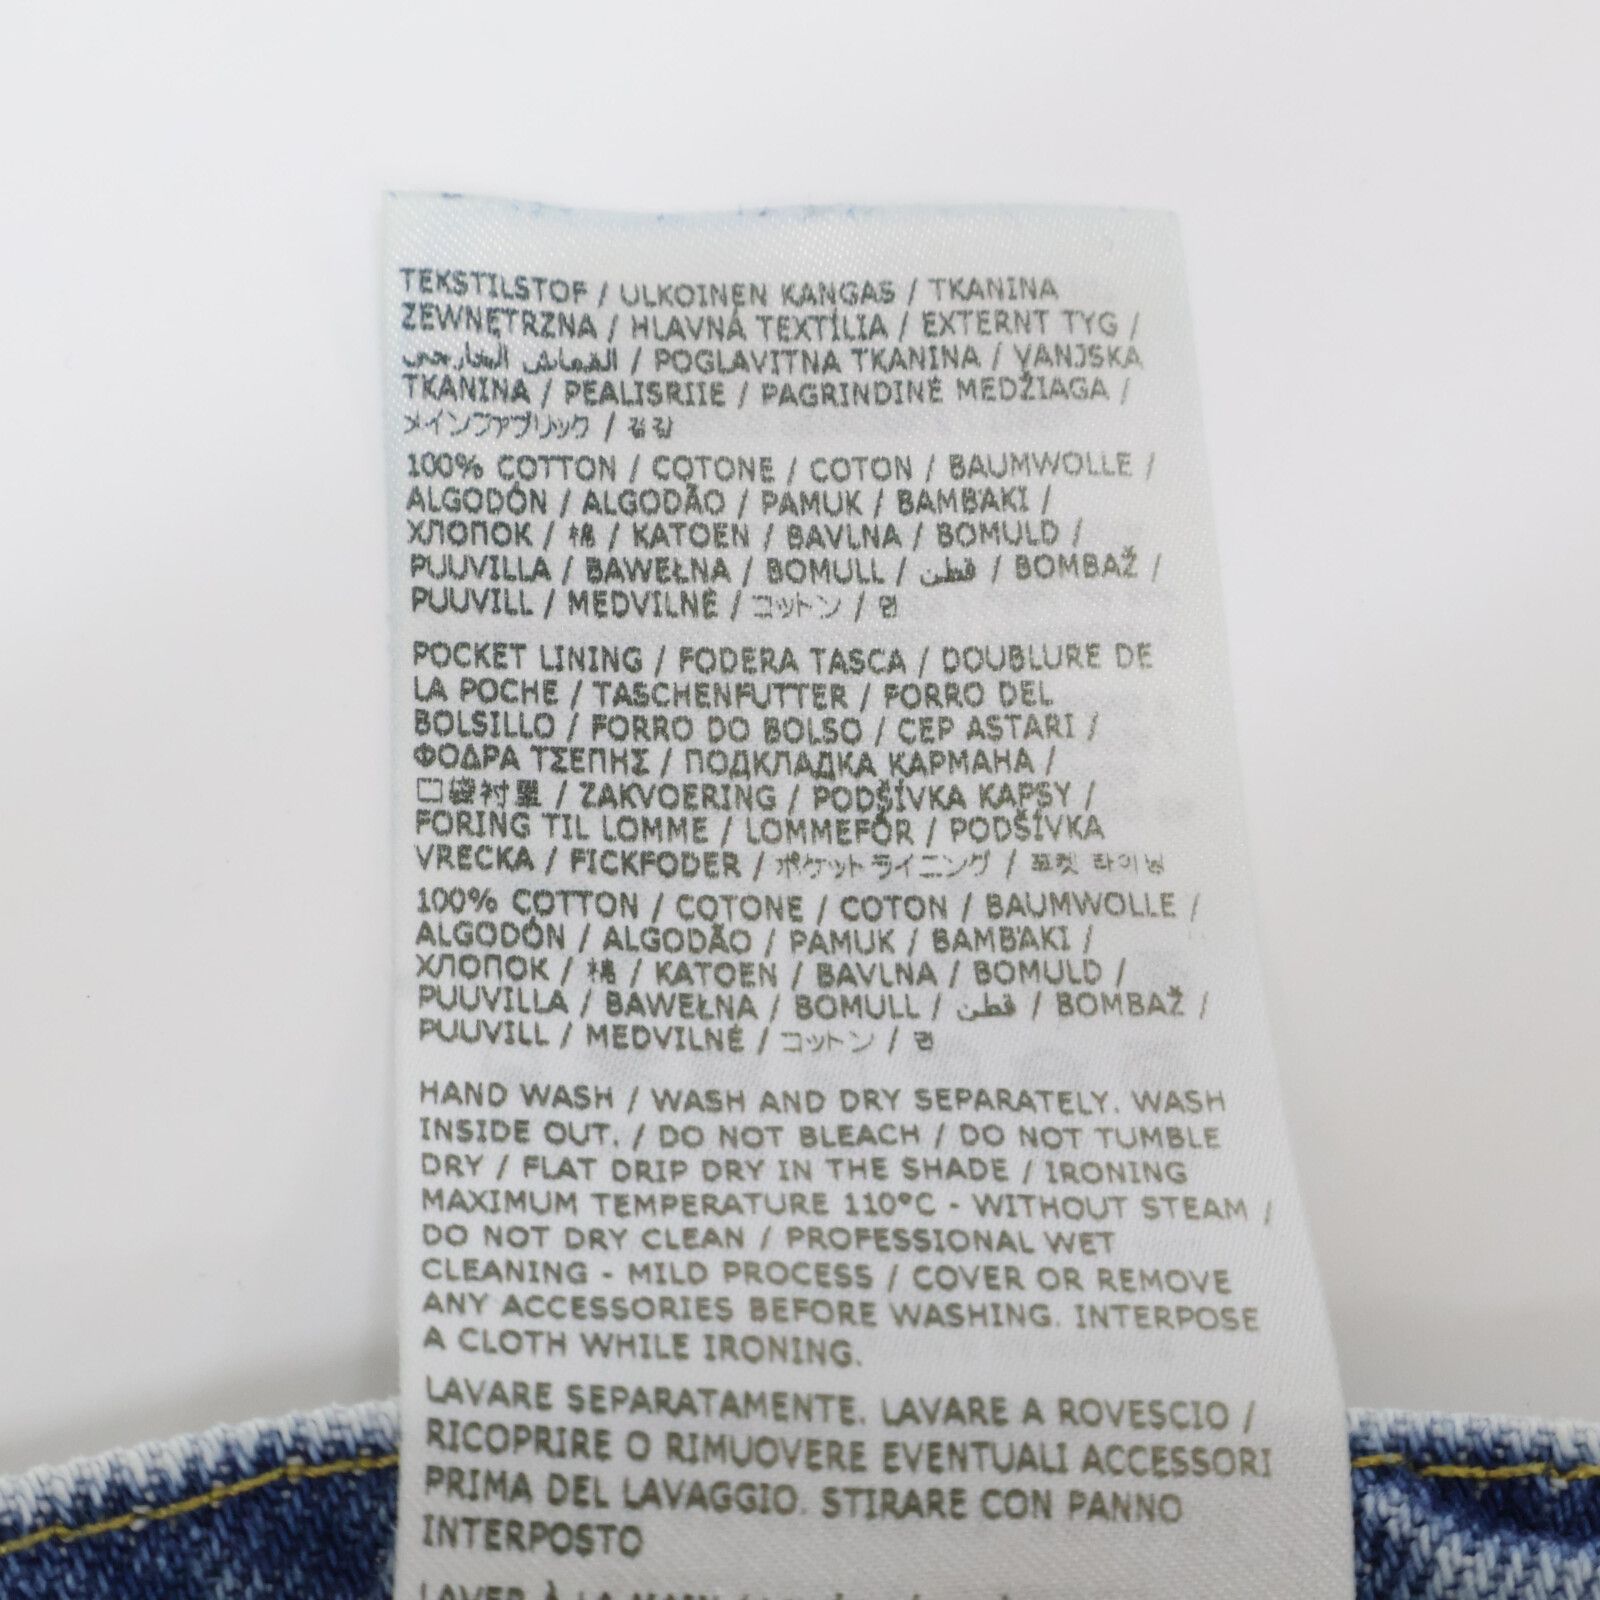 TEKSTILSTOF / ULKOINEN KANGAS / TKANINA
ZEWNĘTRZNA / HLAVNÁ TEXTÍLIA / EXTERNT TYG /
القماش الخارجي / POGLAVITNA TKANINA / VANJSKA
TKANINA / PEALISRIIE / PAGRINDINĖ MEDŽIAGA /
メインファブリック / 겉감
100% COTTON / COTONE / COTON / BAUMWOLLE /
ALGODÓN / ALGODÃO / PAMUK / BAMBAKI /
ХЛОПОК / 棉 / KATOEN / BAVLNA / BOMULD /
PUUVILLA / BAWEŁNA / BOMULL / قطن / BOMBAŽ /
PUUVILL / MEDVILNĖ / コットン / 면
POCKET LINING / FODERA TASCA / DOUBLURE DE
LA POCHE / TASCHENFUTTER / FORRO DEL
BOLSILLO / FORRO DO BOLSO / CEP ASTARI /
ΦΟΔΡΑ ΤΣΕΠΗΣ / ПОДКЛАДКА КАРМАНА /
口袋衬里 / ZAKVOERING / PODŠÍVKA KAPSY /
FORING TIL LOMME / LOMMEFÔR / PODŠÍVKA
VRECKA / FICKFODER / ポケットライニング / 포켓 라이닝
100% COTTON / COTONE / COTON / BAUMWOLLE /
ALGODÓN / ALGODÃO / PAMUK / BAMBAKI /
ХЛОПОК / 棉 / KATOEN / BAVLNA / BOMULD /
PUUVILLA / BAWEŁNA / BOMULL / قطن / BOMBAŽ /
PUUVILL / MEDVILNĖ / コットン / 면
HAND WASH / WASH AND DRY SEPARATELY. WASH
INSIDE OUT. / DO NOT BLEACH / DO NOT TUMBLE
DRY / FLAT DRIP DRY IN THE SHADE / IRONING
MAXIMUM TEMPERATURE 110°C - WITHOUT STEAM /
DO NOT DRY CLEAN / PROFESSIONAL WET
CLEANING - MILD PROCESS / COVER OR REMOVE
ANY ACCESSORIES BEFORE WASHING. INTERPOSE
A CLOTH WHILE IRONING.
LAVARE SEPARATAMENTE. LAVARE A ROVESCIO /
RICOPRIRE O RIMUOVERE EVENTUALI ACCESSORI
PRIMA DEL LAVAGGIO. STIRARE CON PANNO
INTERPOSTO
LAVER À LA MAIN /